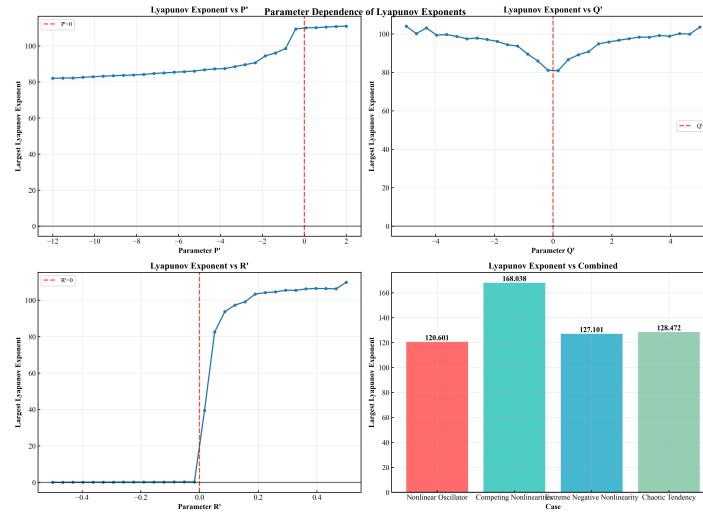 Parameter Dependence of Lyapunov Exponents
Lyapunov Exponent vs P'
P'=0
Largest Lyapunov Exponent
0
20
40
60
80
100
−12
−10
−8
−6
−4
−2
0
2
Parameter P'
Lyapunov Exponent vs Q'
Q'
Largest Lyapunov Exponent
0
20
40
60
80
100
−4
−2
0
2
4
Parameter Q'
Lyapunov Exponent vs R'
R'=0
Largest Lyapunov Exponent
0
20
40
60
80
100
−0.4
−0.2
0.0
0.2
0.4
Parameter R'
Lyapunov Exponent vs Combined
Largest Lyapunov Exponent
0
20
40
60
80
100
120
140
160
120.601
168.038
127.101
128.472
Nonlinear Oscillator
Competing Nonlinearities
Extreme Negative Nonlinearity
Chaotic Tendency
Case